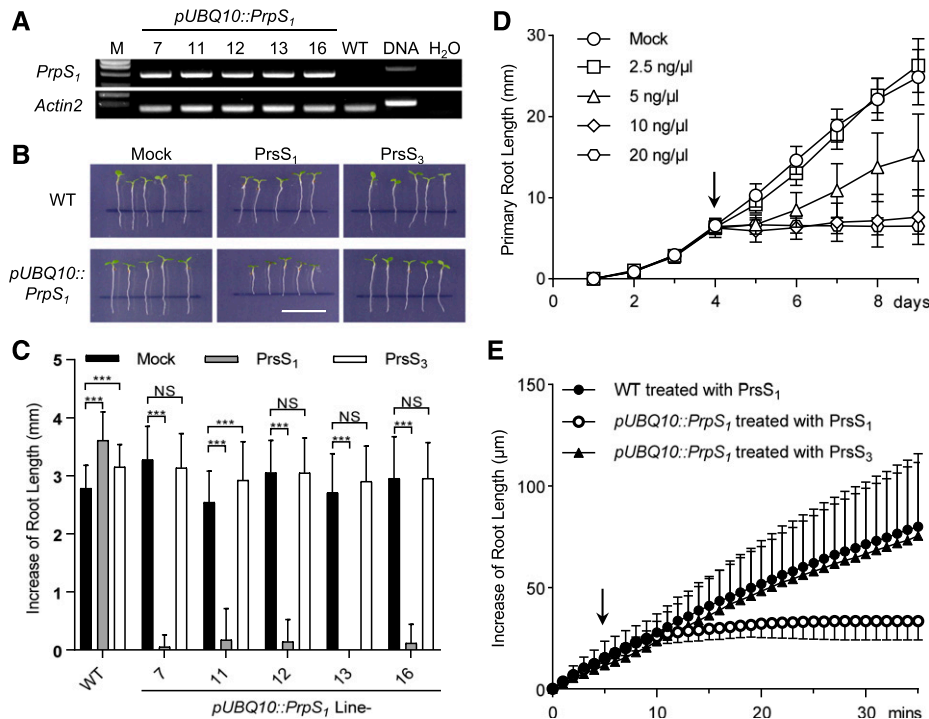 A
pUBQ10::PrpS1
M 7 11 12 13 16 WT DNA H2O
PrpS1
Actin2
B
Mock PrsS1 PrsS3
WT
pUBQ10::
PrpS1
C
Mock PrsS1 PrsS3
Increase of Root Length (mm)
5
4
3
2
1
0
*** *** *** NS *** *** *** NS *** NS *** NS
WT 7 11 12 13 16
pUBQ10::PrpS1 Line-
D
Primary Root Length (mm)
30
20
10
0
Mock
2.5 ng/µl
5 ng/µl
10 ng/µl
20 ng/µl
0 2 4 6 8 days
E
Increase of Root Length (µm)
150
100
50
0
WT treated with PrsS1
pUBQ10::PrpS1 treated with PrsS1
pUBQ10::PrpS1 treated with PrsS3
0 10 20 30 mins